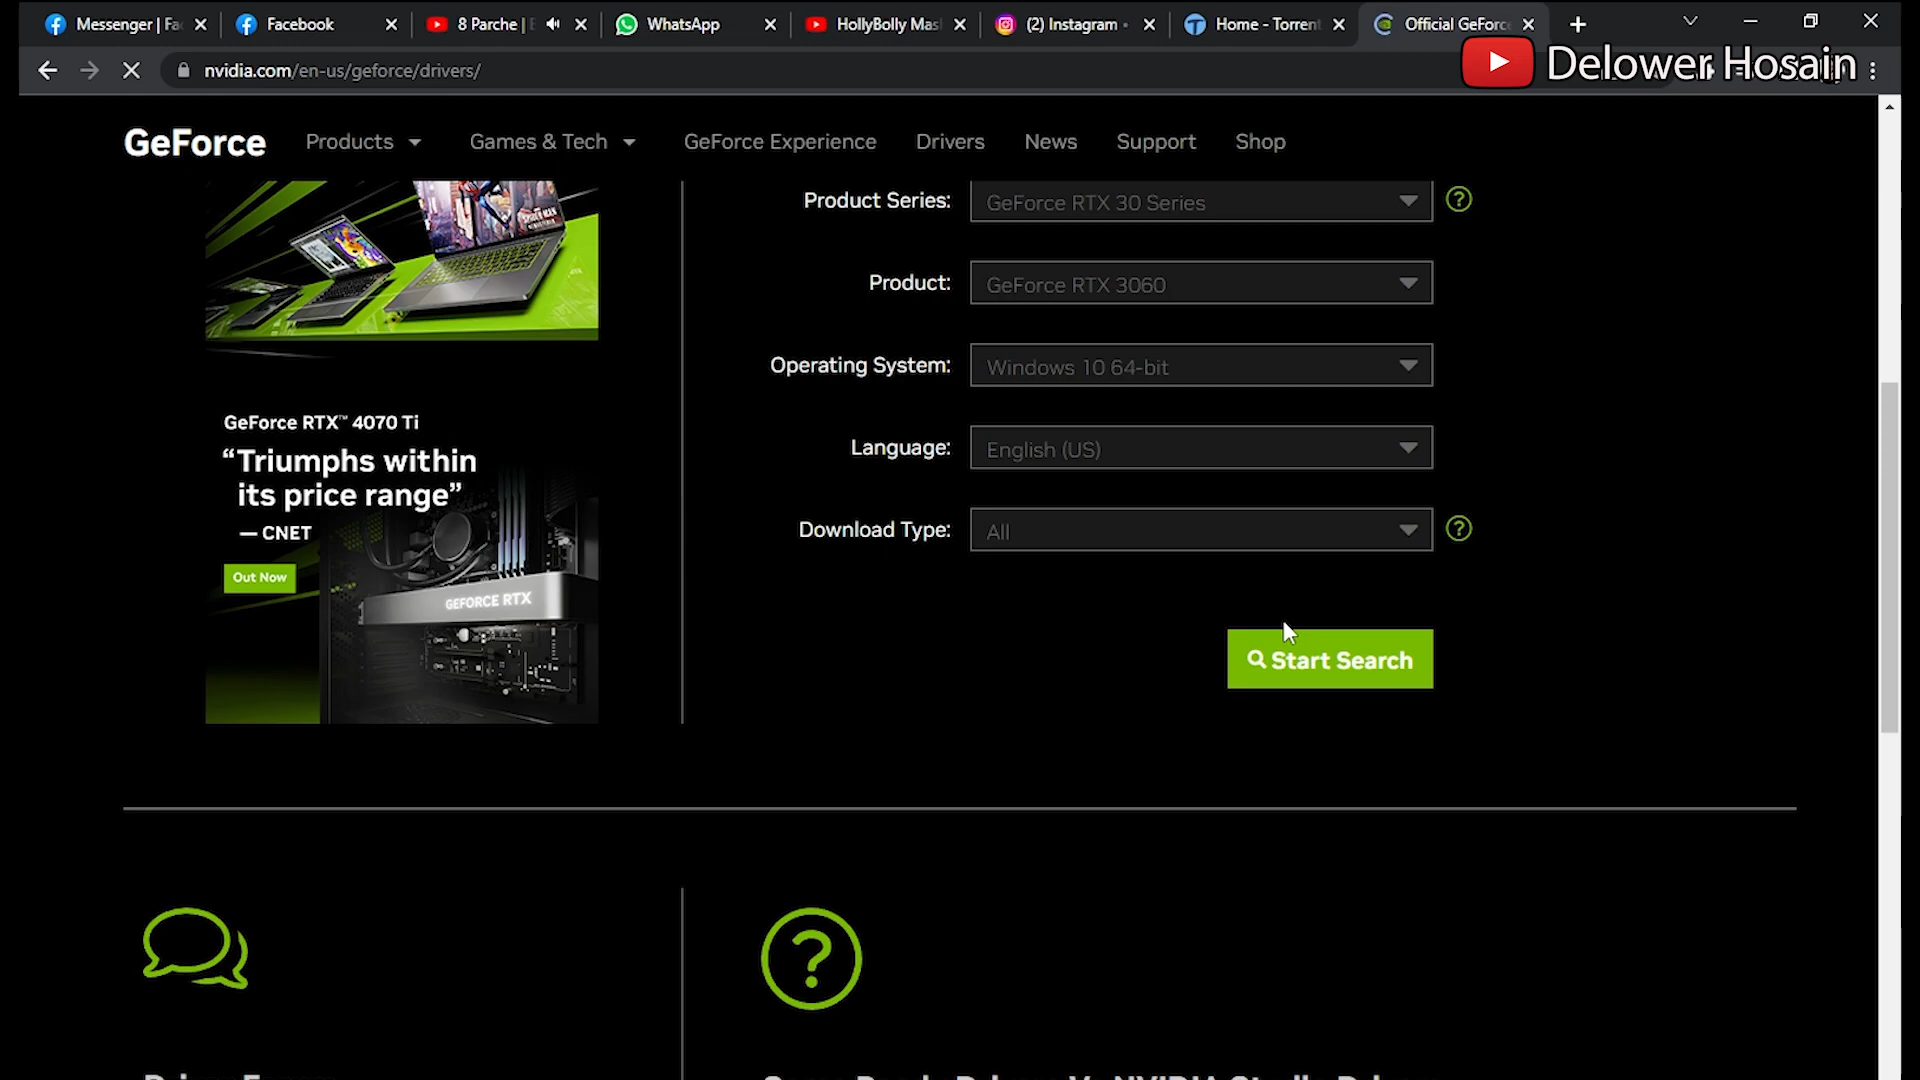 Messenger | Fac
Facebook
8 Parche |
WhatsApp
HollyBolly Mas
(2) Instagram •
Home - Torrent
Official GeForce
nvidia.com/en-us/geforce/drivers/
Delower Hosain
GeForce
Products
Games & Tech
GeForce Experience
Drivers
News
Support
Shop
Product Series:
GeForce RTX 30 Series
Product:
GeForce RTX 3060
Operating System:
Windows 10 64-bit
Language:
English (US)
Download Type:
All
Start Search
SPIDER-MAN
GeForce RTX™ 4070 Ti
“Triumphs within
its price range”
— CNET
Out Now
GEFORCE RTX